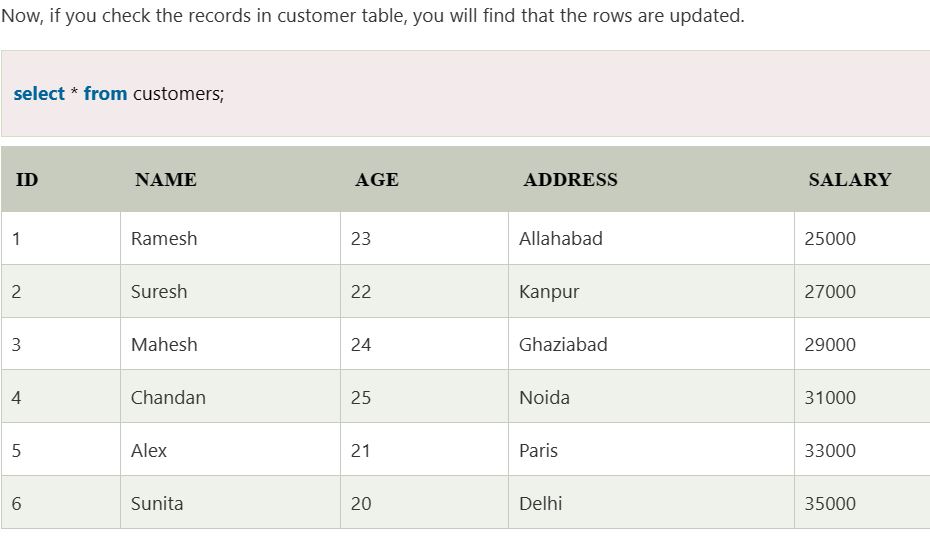 Now, if you check the records in customer table, you will find that the rows are updated.
select * from customers;
ID NAME AGE ADDRESS SALARY
1 Ramesh 23 Allahabad 25000
2 Suresh 22 Kanpur 27000
3 Mahesh 24 Ghaziabad 29000
4 Chandan 25 Noida 31000
5 Alex 21 Paris 33000
6 Sunita 20 Delhi 35000